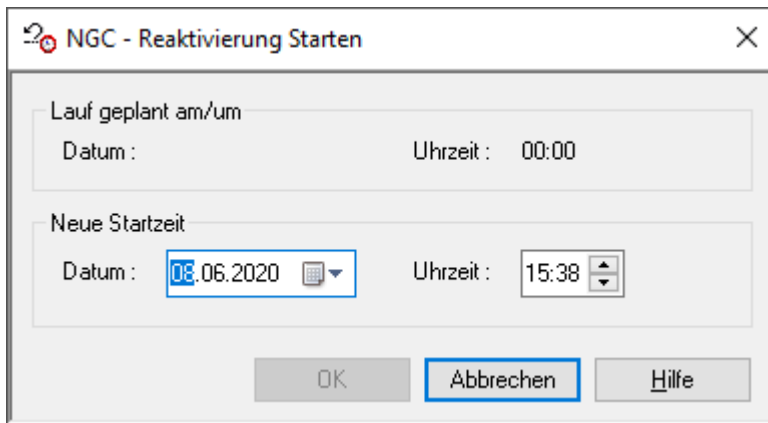 NGC - Reaktivierung Starten
Lauf geplant am/um
Datum : Uhrzeit : 00:00
Neue Startzeit
Datum : 08.06.2020 Uhrzeit : 15:38
OK Abbrechen Hilfe